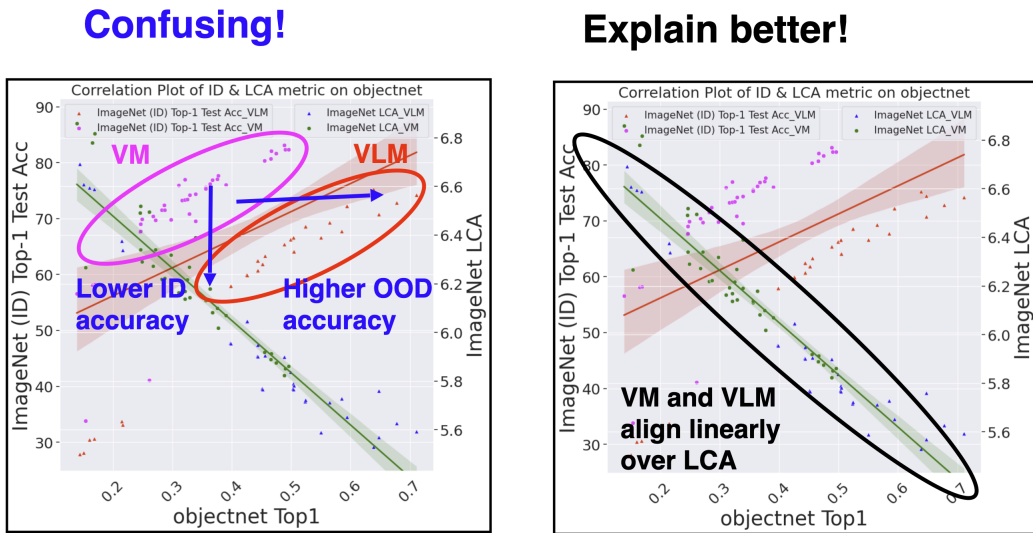 Confusing!
Explain better!
Correlation Plot of ID & LCA metric on objectnet
ImageNet (ID) Top-1 Test Acc_VLM
ImageNet (ID) Top-1 Test Acc_VM
ImageNet LCA_VLM
ImageNet LCA_VM
VM
VLM
Lower ID
accuracy
Higher OOD
accuracy
ImageNet (ID) Top-1 Test Acc
90
80
70
60
50
40
30
6.8
6.6
6.4
6.2
6.0
5.8
5.6
ImageNet LCA
0.2
0.3
0.4
0.5
0.6
0.7
objectnet Top1
Correlation Plot of ID & LCA metric on objectnet
ImageNet (ID) Top-1 Test Acc_VLM
ImageNet (ID) Top-1 Test Acc_VM
ImageNet LCA_VLM
ImageNet LCA_VM
VM and VLM
align linearly
over LCA
ImageNet (ID) Top-1 Test Acc
90
80
70
60
50
40
30
6.8
6.6
6.4
6.2
6.0
5.8
5.6
ImageNet LCA
0.2
0.3
0.4
0.5
0.6
0.7
objectnet Top1